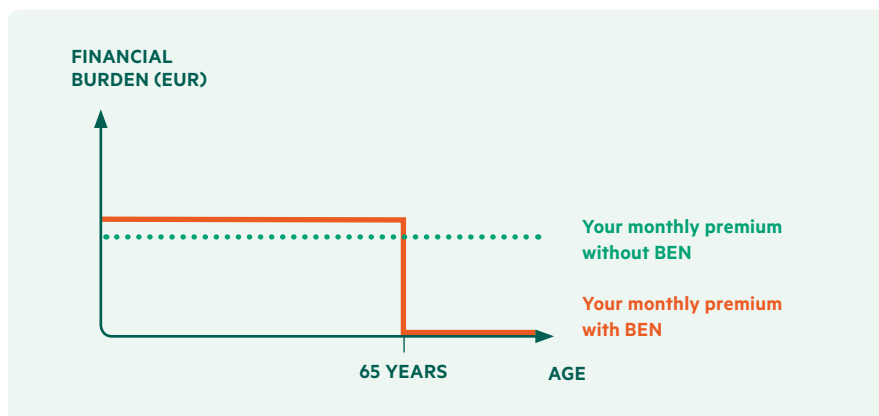 FINANCIAL
BURDEN (EUR)
Your monthly premium
without BEN
Your monthly premium
with BEN
65 YEARS
AGE